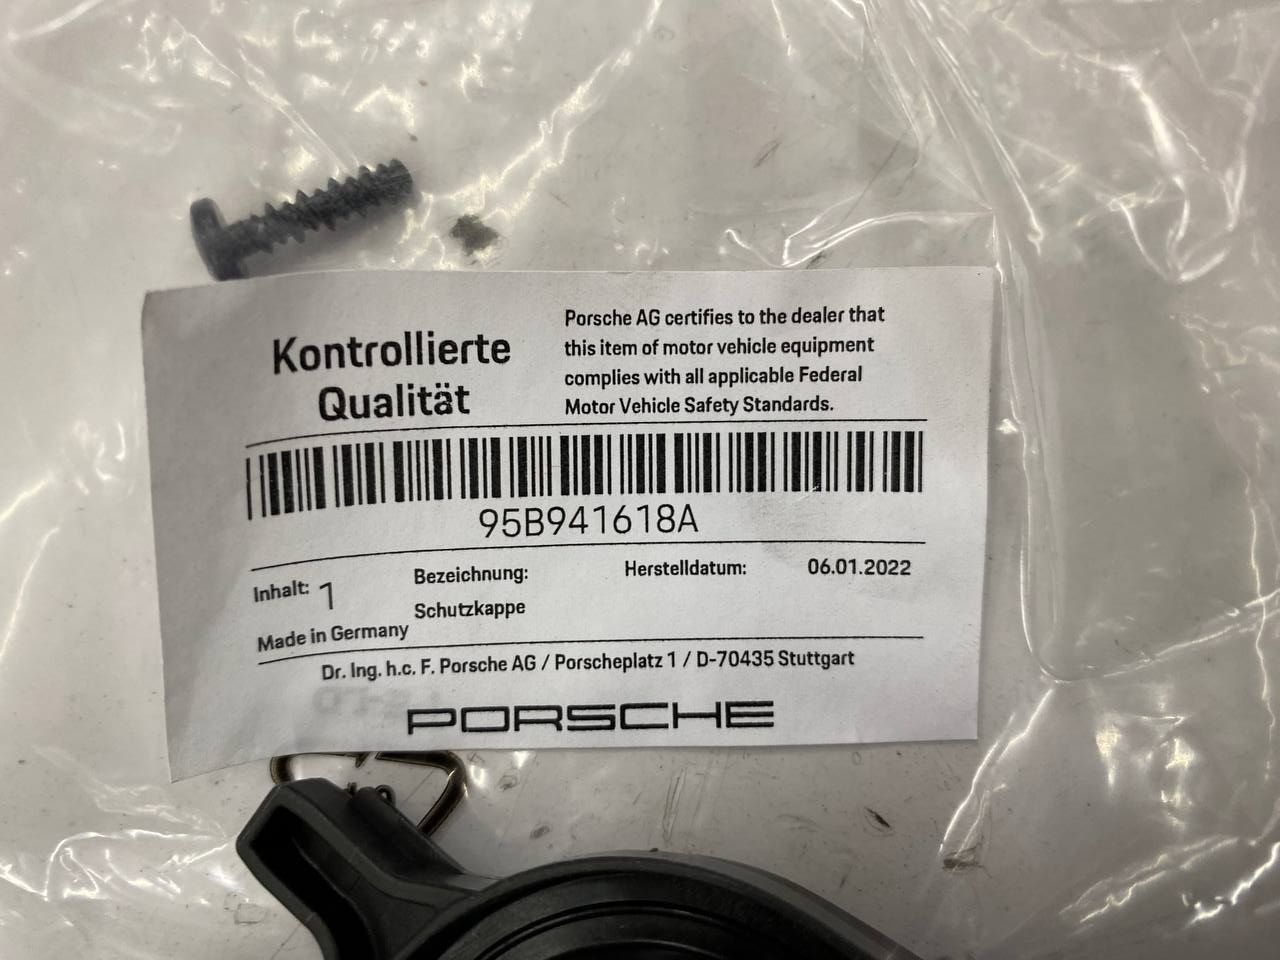 Kontrollierte
Qualität
Porsche AG certifies to the dealer that
this item of motor vehicle equipment
complies with all applicable Federal
Motor Vehicle Safety Standards.
95B941618A
Inhalt: 1
Bezeichnung:
Schutzkappe
Herstelldatum: 06.01.2022
Made in Germany
Dr. Ing. h.c. F. Porsche AG / Porscheplatz 1 / D-70435 Stuttgart
PORSCHE